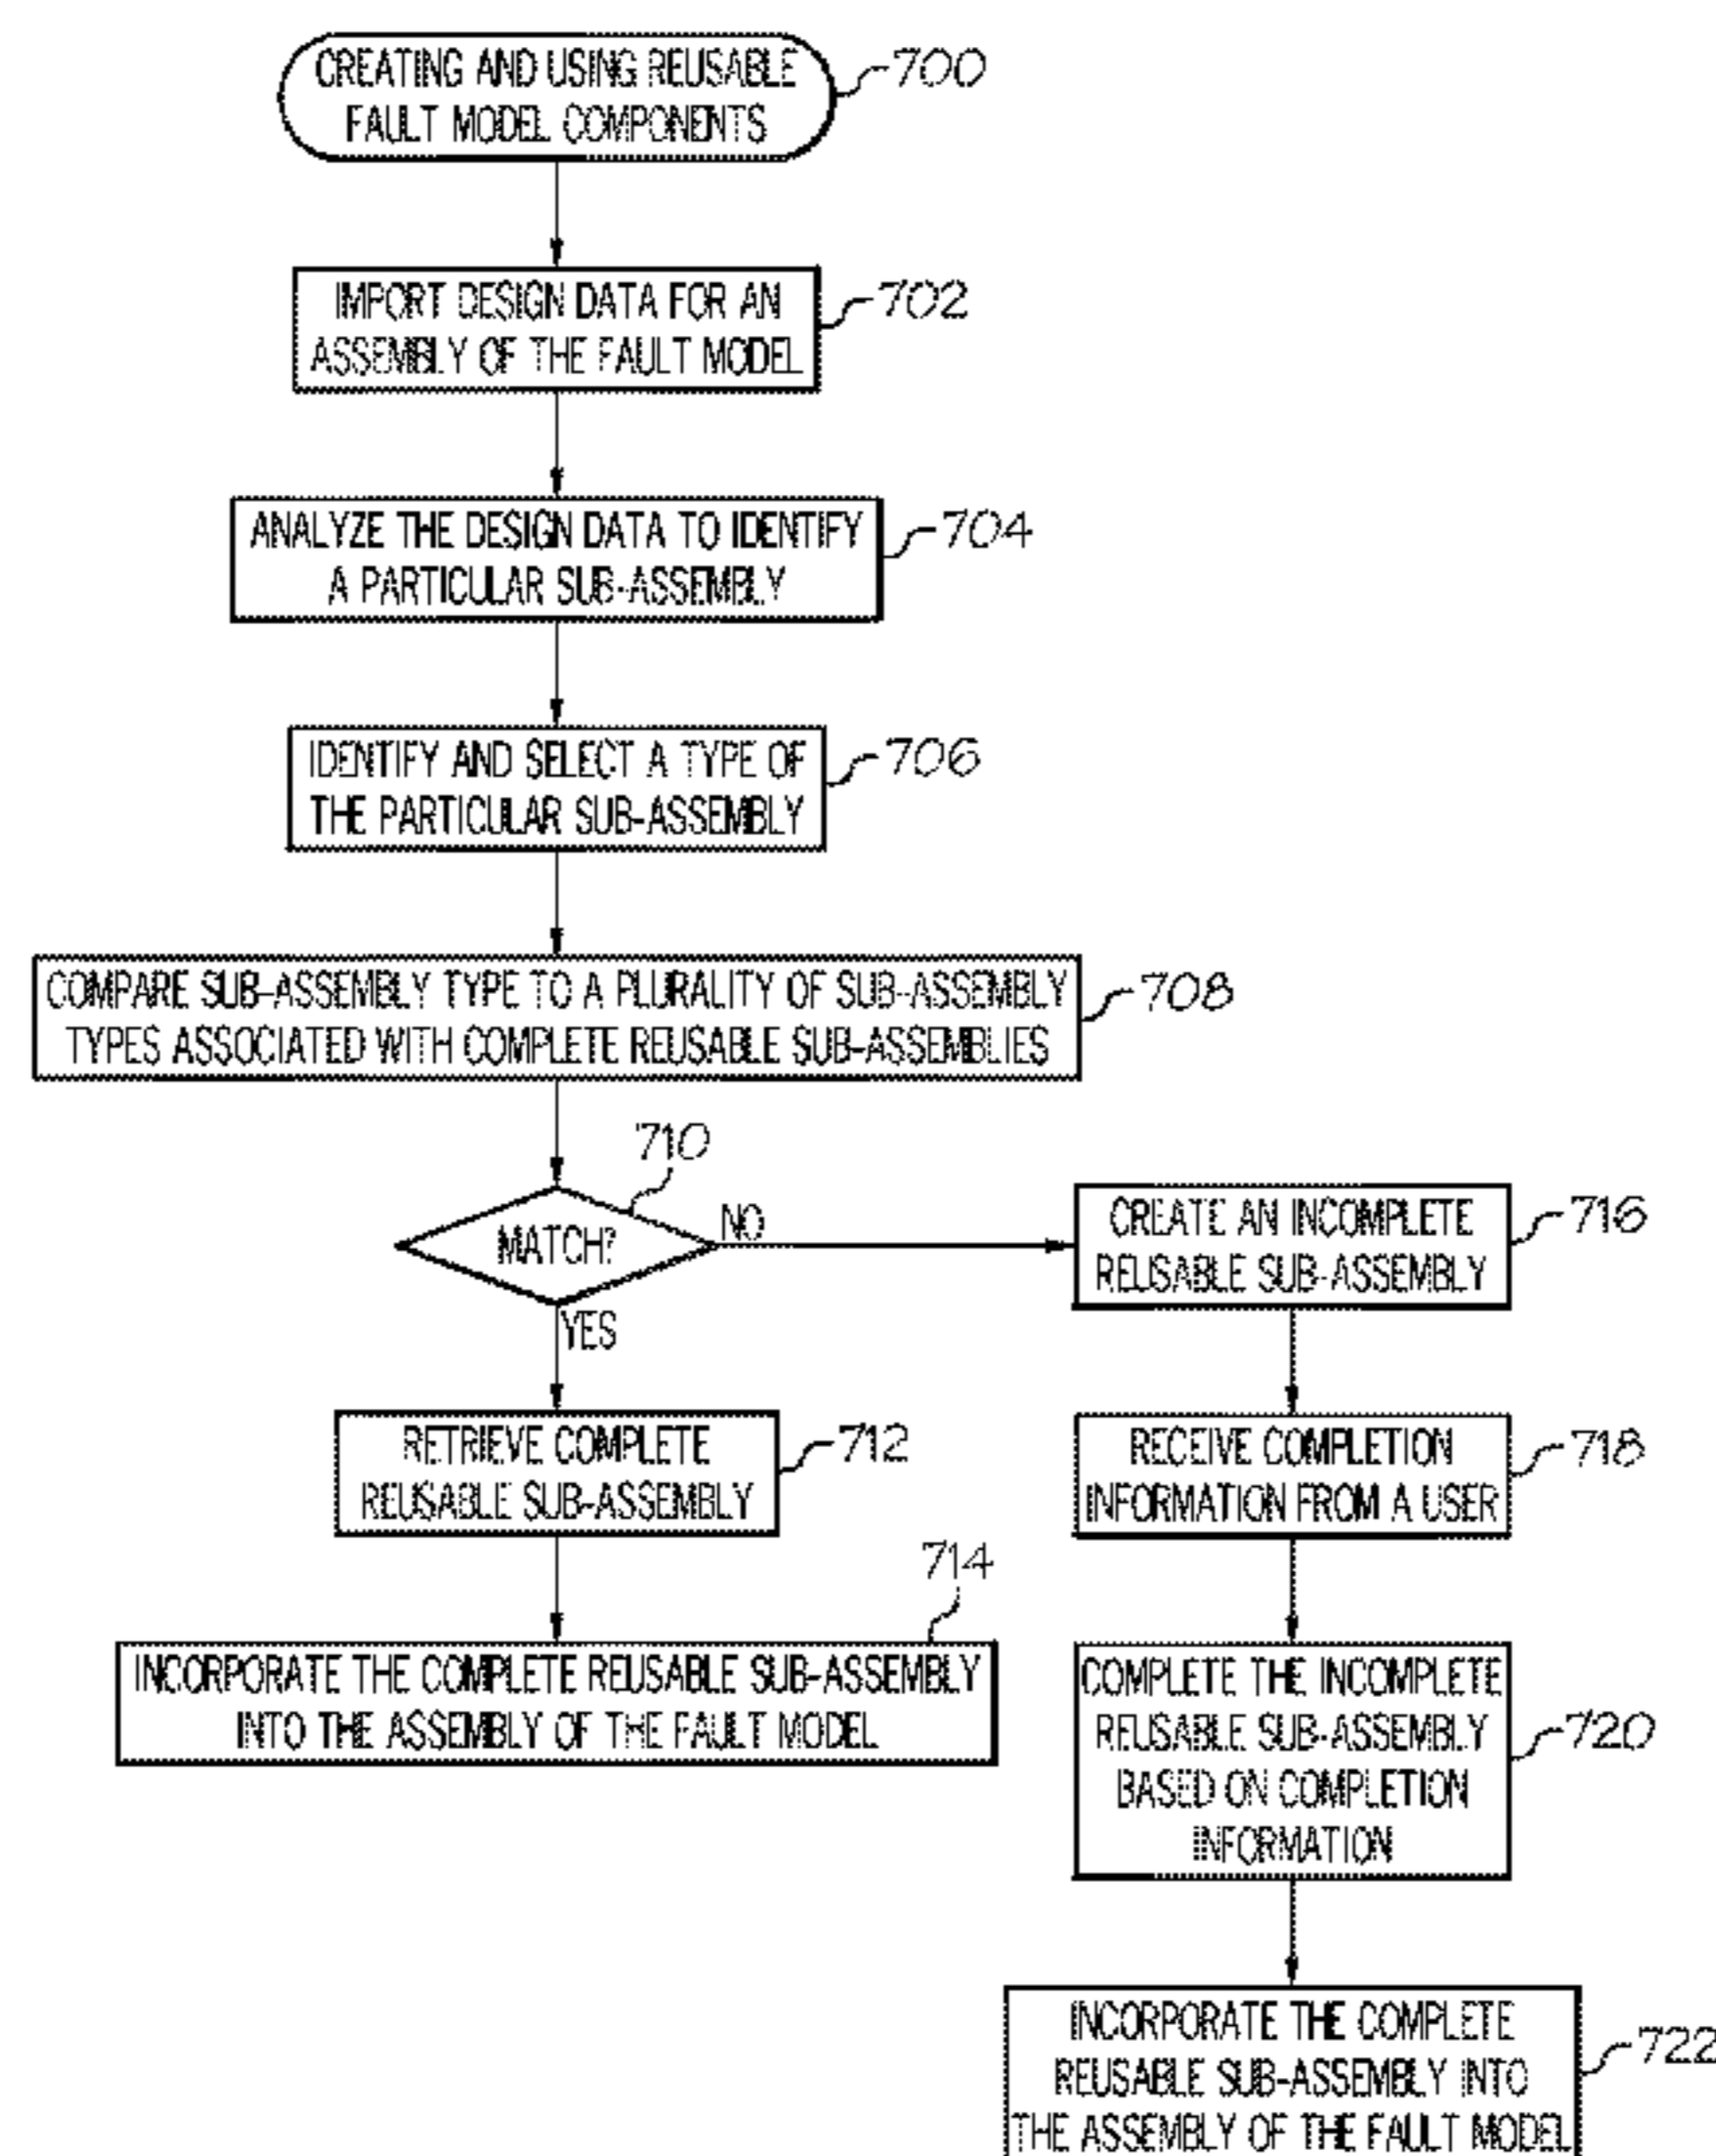 CREATING AND USING REUSABLE
FAULT MODEL COMPONENTS
700
IMPORT DESIGN DATA FOR AN
ASSEMBLY OF THE FAULT MODEL
702
ANALYZE THE DESIGN DATA TO IDENTIFY
A PARTICULAR SUB-ASSEMBLY
704
IDENTIFY AND SELECT A TYPE OF
THE PARTICULAR SUB-ASSEMBLY
706
COMPARE SUB-ASSEMBLY TYPE TO A PLURALITY OF SUB-ASSEMBLY
TYPES ASSOCIATED WITH COMPLETE REUSABLE SUB-ASSEMBLIES
708
710
MATCH?
NO
YES
RETRIEVE COMPLETE
REUSABLE SUB-ASSEMBLY
712
714
INCORPORATE THE COMPLETE REUSABLE SUB-ASSEMBLY
INTO THE ASSEMBLY OF THE FAULT MODEL
CREATE AN INCOMPLETE
REUSABLE SUB-ASSEMBLY
716
RECEIVE COMPLETION
INFORMATION FROM A USER
718
COMPLETE THE INCOMPLETE
REUSABLE SUB-ASSEMBLY
BASED ON COMPLETION
INFORMATION
720
INCORPORATE THE COMPLETE
REUSABLE SUB-ASSEMBLY INTO
THE ASSEMBLY OF THE FAULT MODEL
722